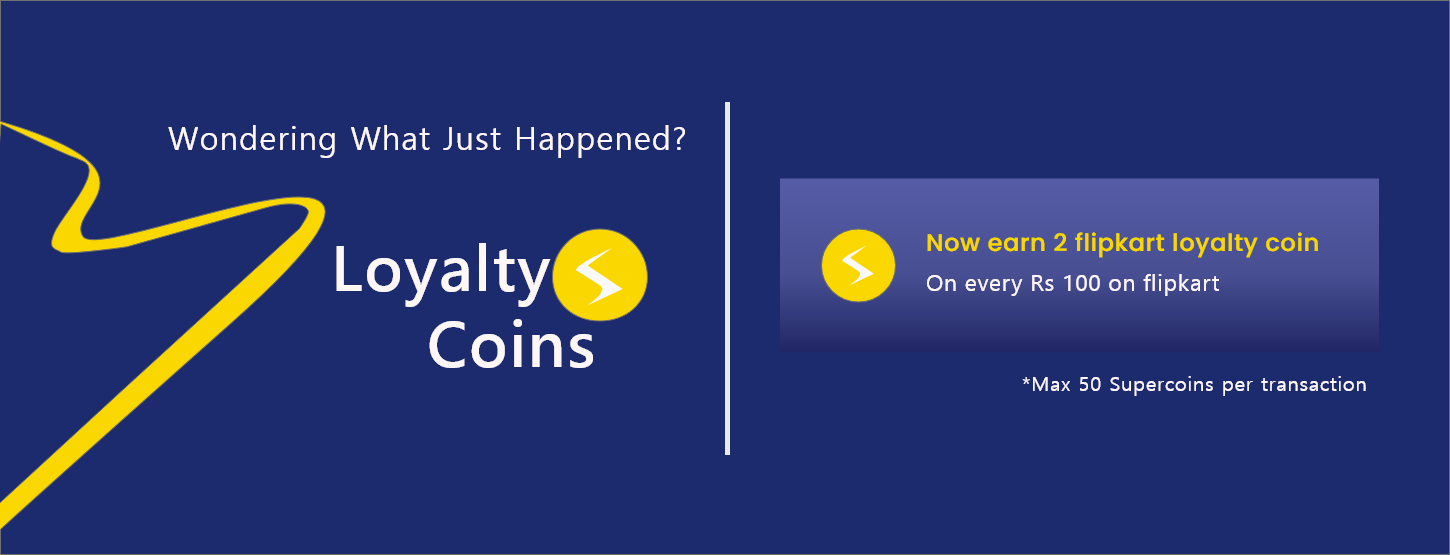 Wondering What Just Happened?
Loyalty
Coins
Now earn 2 flipkart loyalty coin
On every Rs 100 on flipkart
*Max 50 Supercoins per transaction